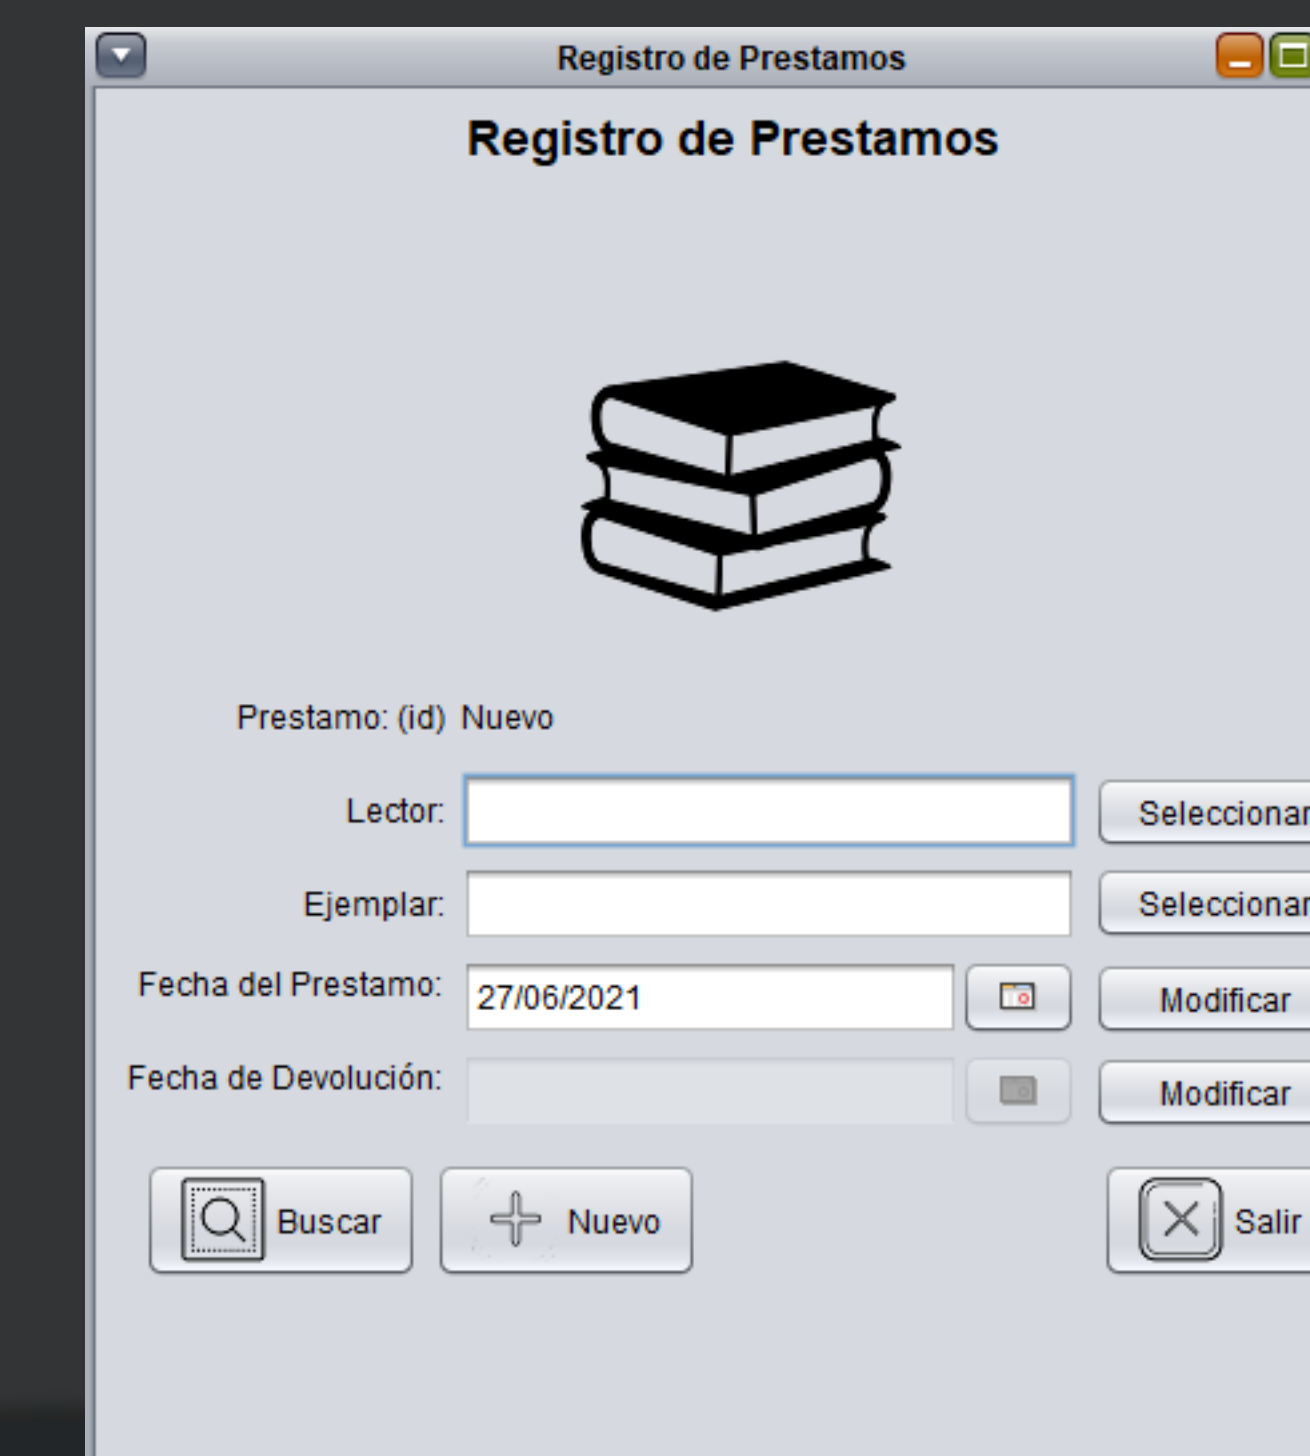 Registro de Prestamos
Registro de Prestamos
Prestamo: (id) Nuevo
Lector: Seleccionar
Ejemplar: Seleccionar
Fecha del Prestamo: 27/06/2021 Modificar
Fecha de Devolución: Modificar
Buscar Nuevo Salir